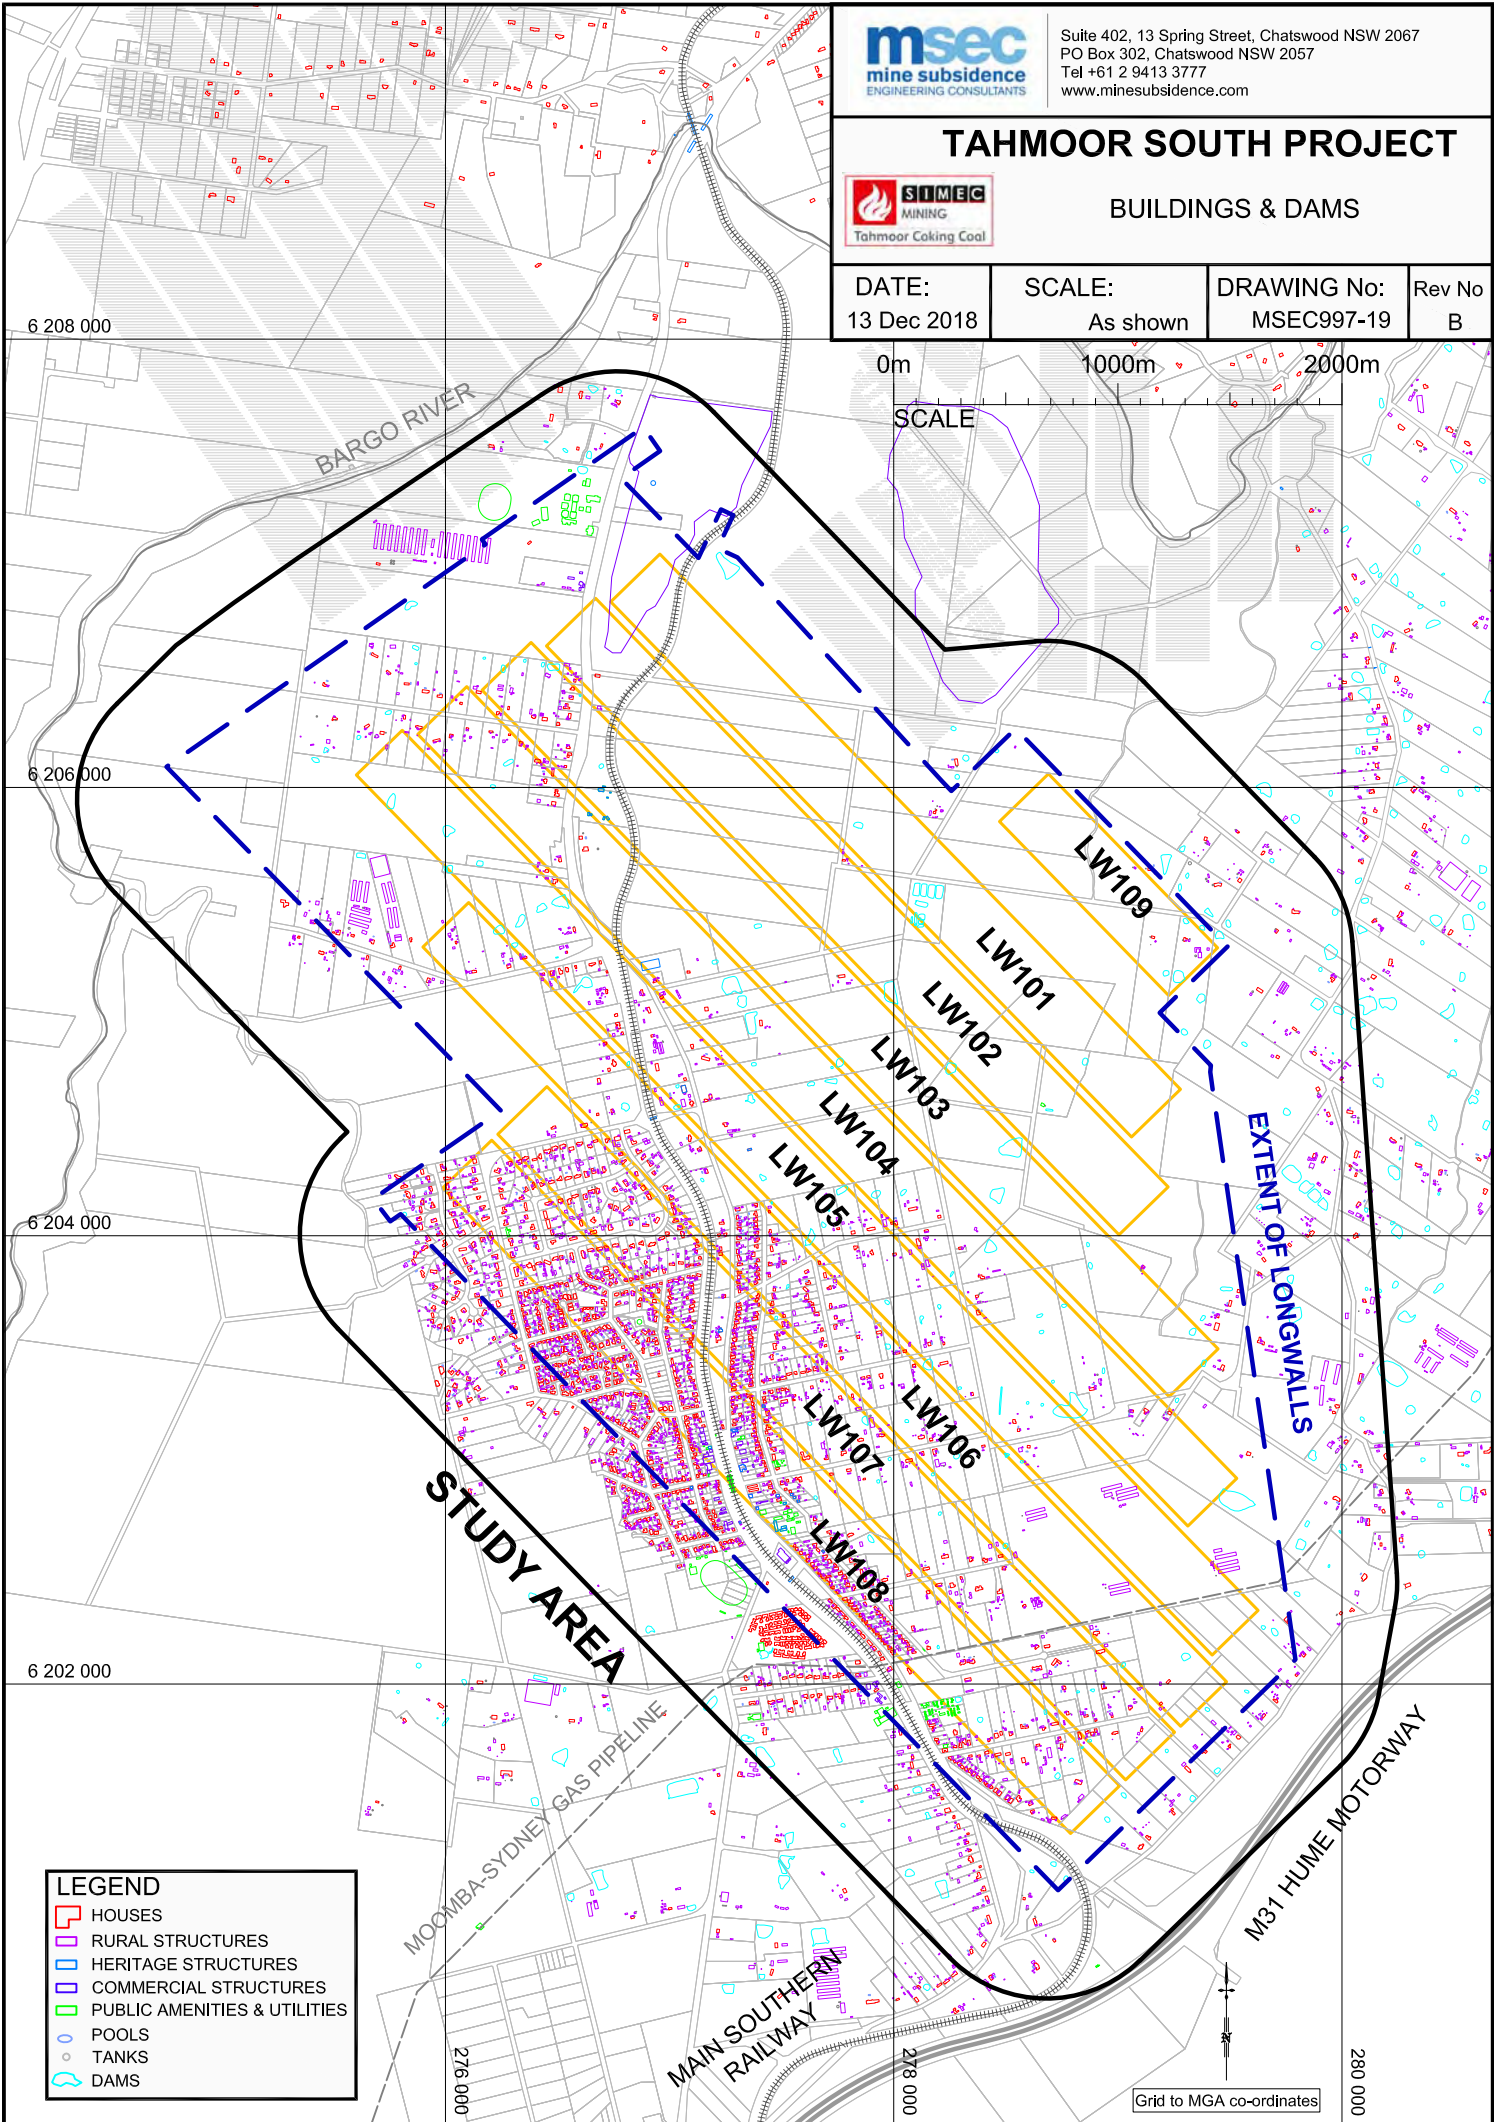 msec
mine subsidence
ENGINEERING CONSULTANTS
Suite 402, 13 Spring Street, Chatswood NSW 2067
PO Box 302, Chatswood NSW 2057
Tel +61 2 9413 3777
www.minesubsidence.com
TAHMOOR SOUTH PROJECT
SIMEC
MINING
Tahmoor Coking Coal
BUILDINGS & DAMS
DATE:
13 Dec 2018
SCALE:
As shown
DRAWING No:
MSEC997-19
Rev No
B
0m 1000m 2000m
SCALE
6 208 000
BARGO RIVER
6 206 000
LW109
LW101
LW102
LW103
LW104
LW105
EXTENT OF LONGWALLS
6 204 000
LW106
LW107
LW108
STUDY AREA
6 202 000
MOOMBA-SYDNEY GAS PIPELINE
M31 HUME MOTORWAY
MAIN SOUTHERN
RAILWAY
LEGEND
HOUSES
RURAL STRUCTURES
HERITAGE STRUCTURES
COMMERCIAL STRUCTURES
PUBLIC AMENITIES & UTILITIES
POOLS
TANKS
DAMS
276 000
278 000
280 000
N
Grid to MGA co-ordinates